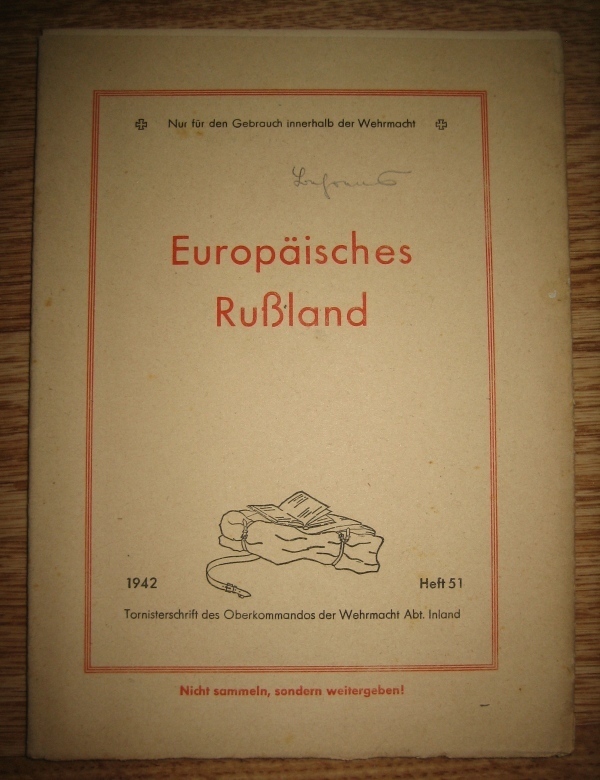 Nur für den Gebrauch innerhalb der Wehrmacht
Europäisches
Rußland
1942
Heft 51
Tornisterschrift des Oberkommandos der Wehrmacht Abt. Inland
Nicht sammeln, sondern weitergeben!